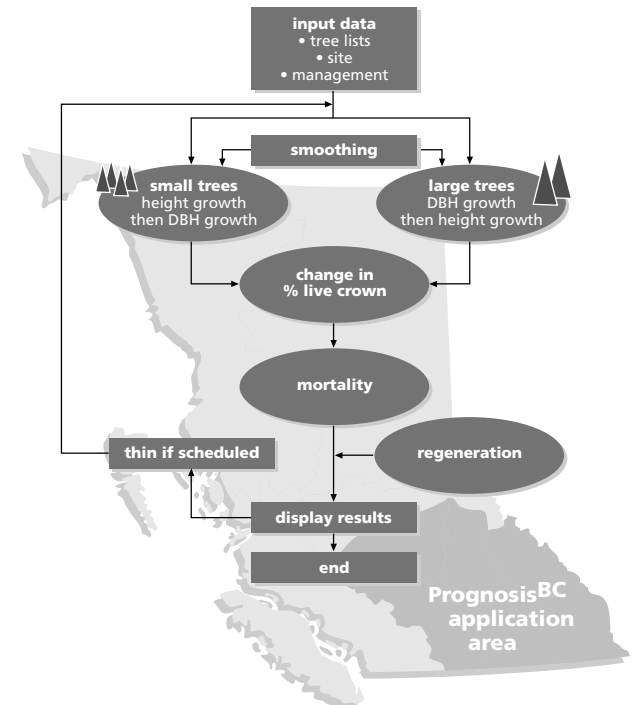 input data
• tree lists
• site
• management
smoothing
small trees
height growth
then DBH growth
large trees
DBH growth
then height growth
change in
% live crown
mortality
regeneration
thin if scheduled
display results
end
PrognosisBC
application
area